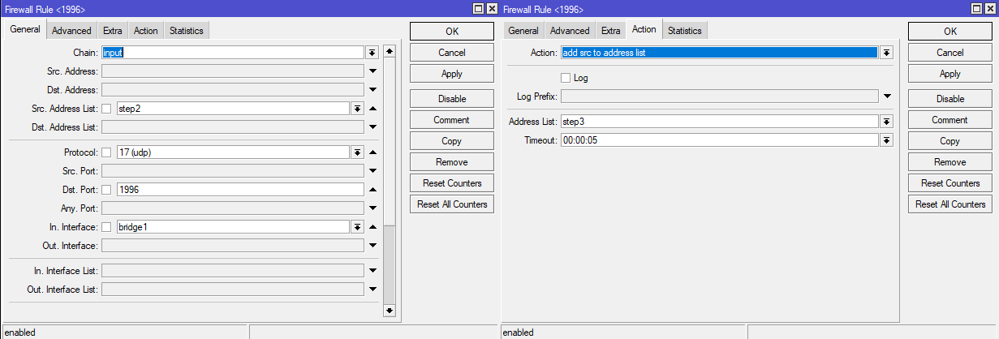 Firewall Rule <1996>
General Advanced Extra Action Statistics
Chain: input
Src. Address:
Dst. Address:
Src. Address List: step2
Dst. Address List:
Protocol: 17 (udp)
Src. Port:
Dst. Port: 1996
Any. Port:
In. Interface: bridge1
Out. Interface:
In. Interface List:
Out. Interface List:
OK
Cancel
Apply
Disable
Comment
Copy
Remove
Reset Counters
Reset All Counters
enabled
Firewall Rule <1996>
General Advanced Extra Action Statistics
Action: add src to address list
Log
Log Prefix:
Address List: step3
Timeout: 00:00:05
OK
Cancel
Apply
Disable
Comment
Copy
Remove
Reset Counters
Reset All Counters
enabled